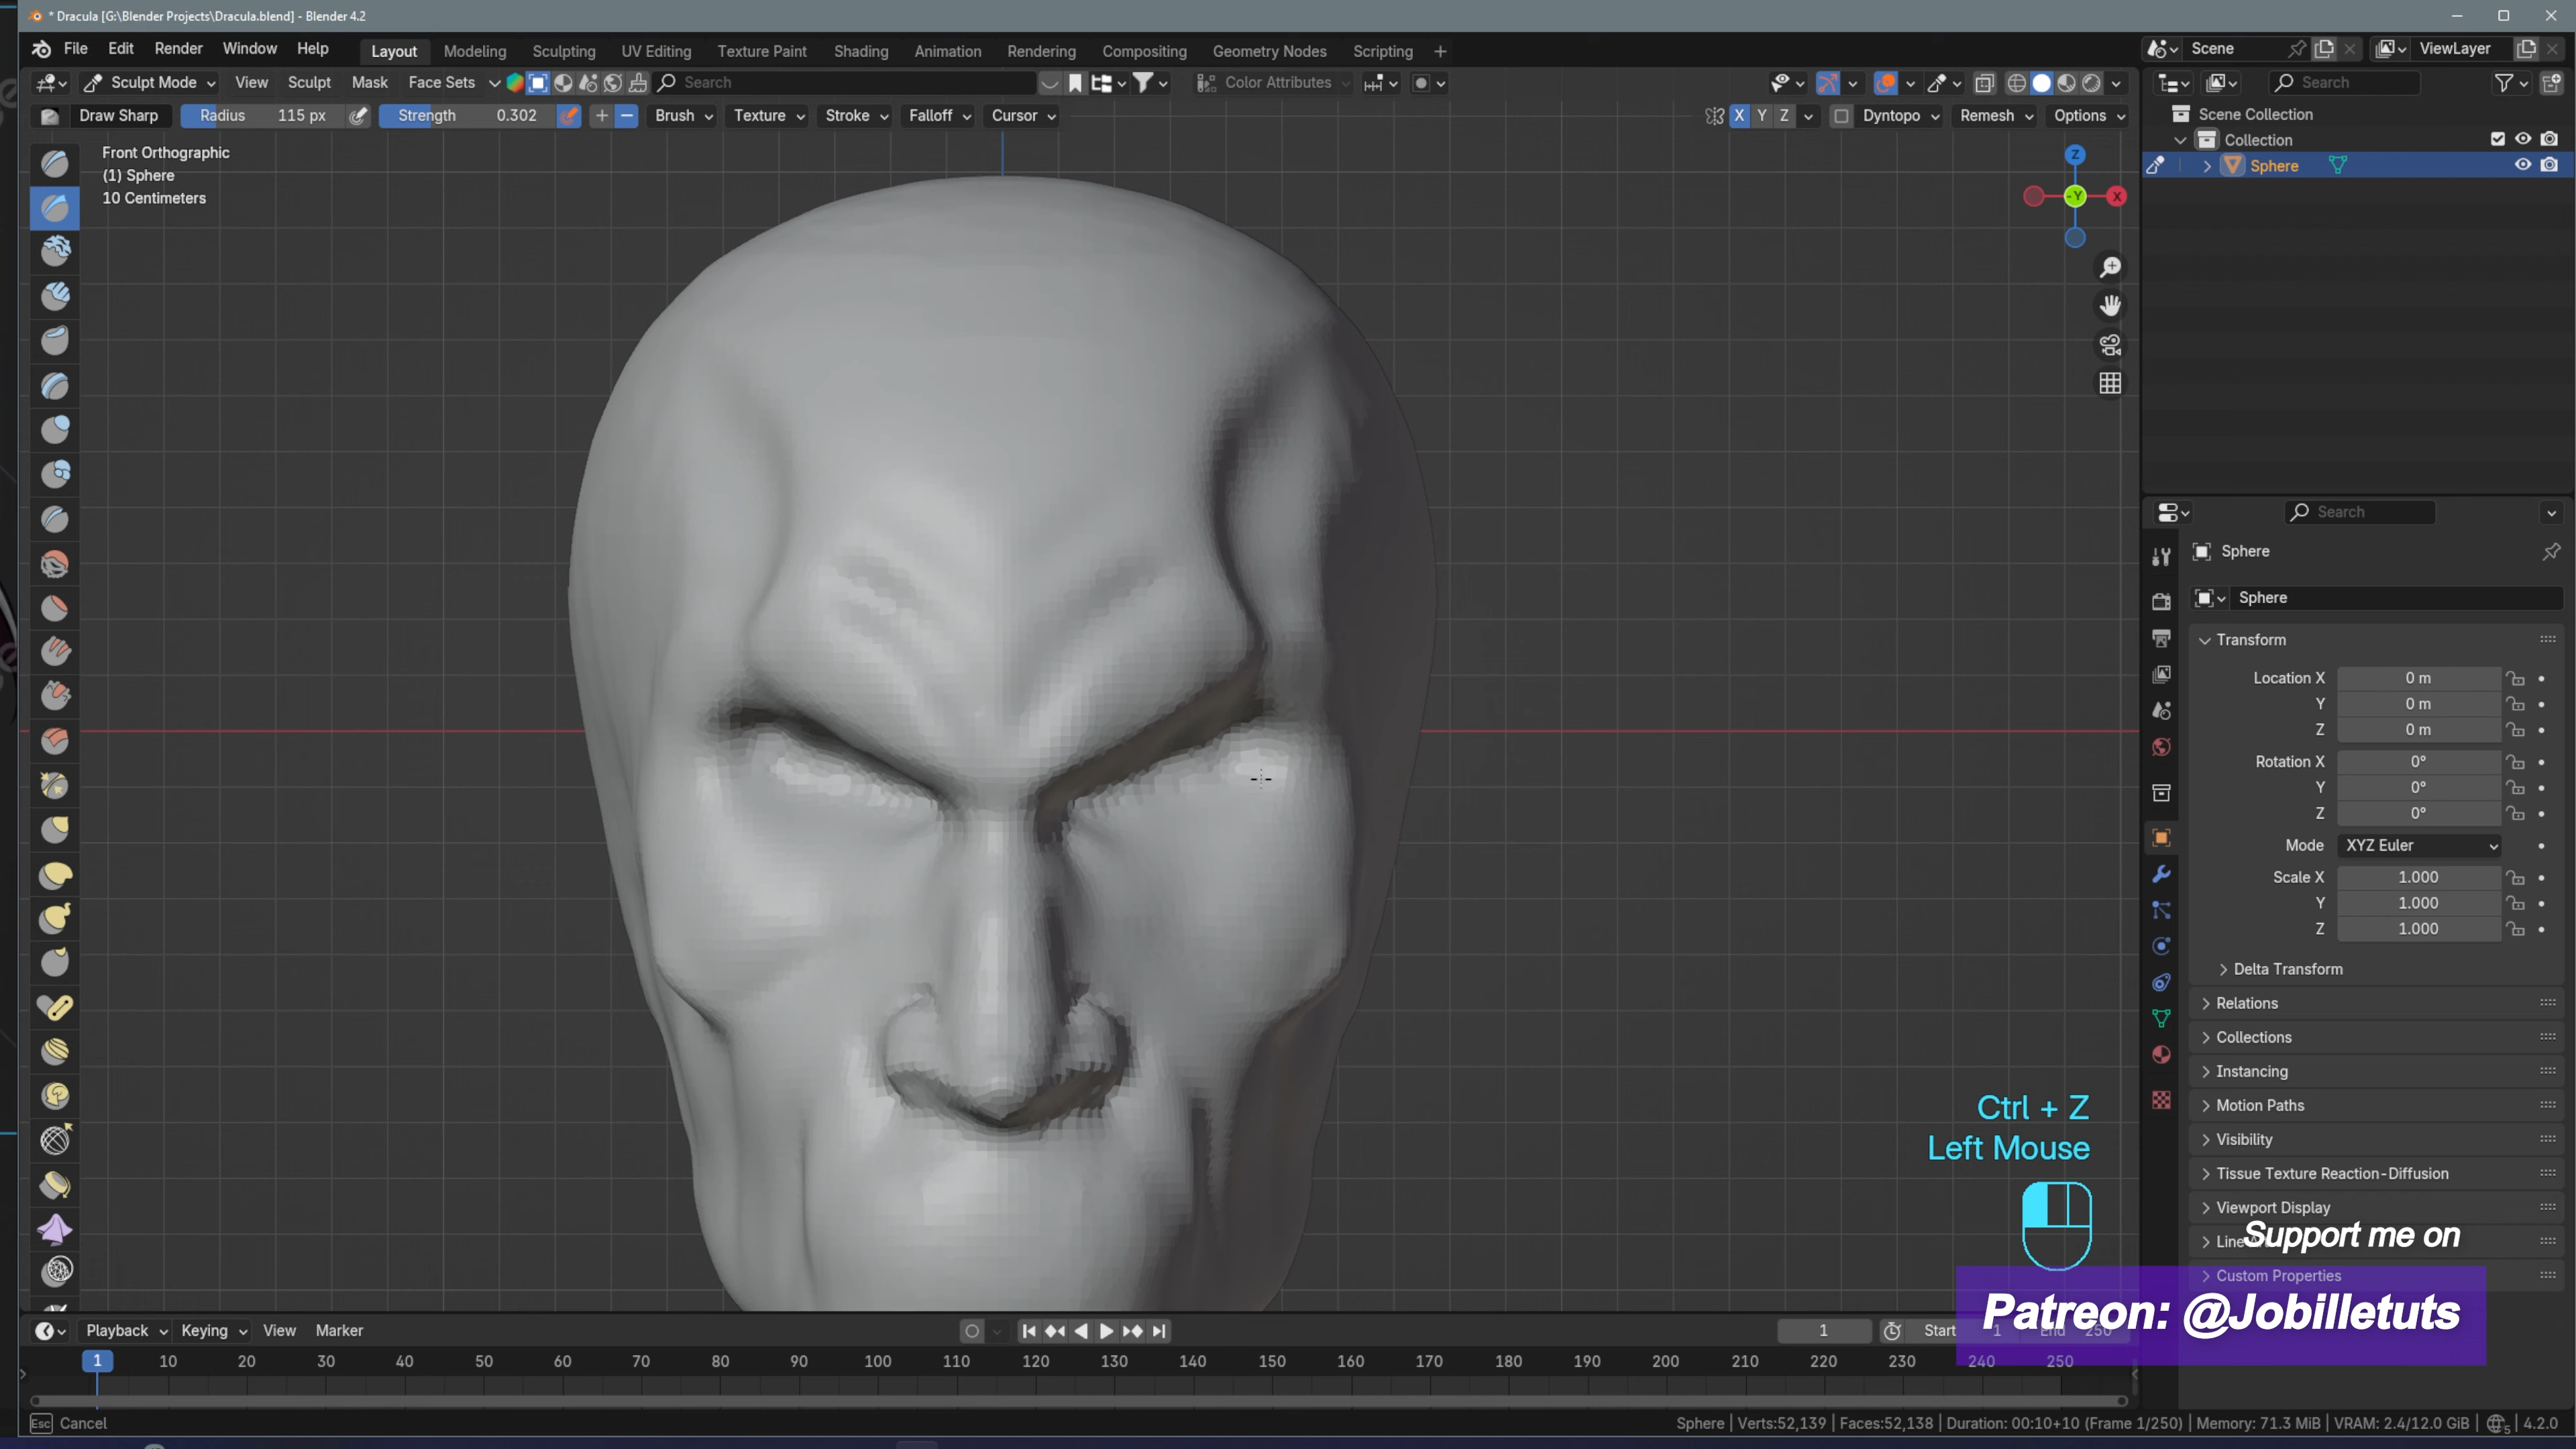 * Dracula [G:\Blender Projects\Dracula.blend] - Blender 4.2
File Edit Render Window Help Layout Modeling Sculpting UV Editing Texture Paint Shading Animation Rendering Compositing Geometry Nodes Scripting + Scene ViewLayer
Sculpt Mode View Sculpt Mask Face Sets Search Color Attributes Search
Draw Sharp Radius 115 px Strength 0.302 Brush Texture Stroke Falloff Cursor X Y Z Dyntopo Remesh Options
Front Orthographic
(1) Sphere
10 Centimeters
Z
-Y
X
Scene Collection
Collection
Sphere
Search
Sphere
Sphere
Transform
Location X 0 m
Y 0 m
Z 0 m
Rotation X 0°
Y 0°
Z 0°
Mode XYZ Euler
Scale X 1.000
Y 1.000
Z 1.000
Delta Transform
Relations
Collections
Instancing
Motion Paths
Visibility
Tissue Texture Reaction-Diffusion
Viewport Display
Line
Custom Properties
Ctrl + Z
Left Mouse
Support me on
Patreon: @Jobilletuts
Playback Keying View Marker 1 Start 1 End 250
1 10 20 30 40 50 60 70 80 90 100 110 120 130 140 150 160 170 180 190 200 210 220 230 240 250
Esc Cancel
Sphere | Verts:52,139 | Faces:52,138 | Duration: 00:10+10 (Frame 1/250) | Memory: 71.3 MiB | VRAM: 2.4/12.0 GiB | 5 | 4.2.0